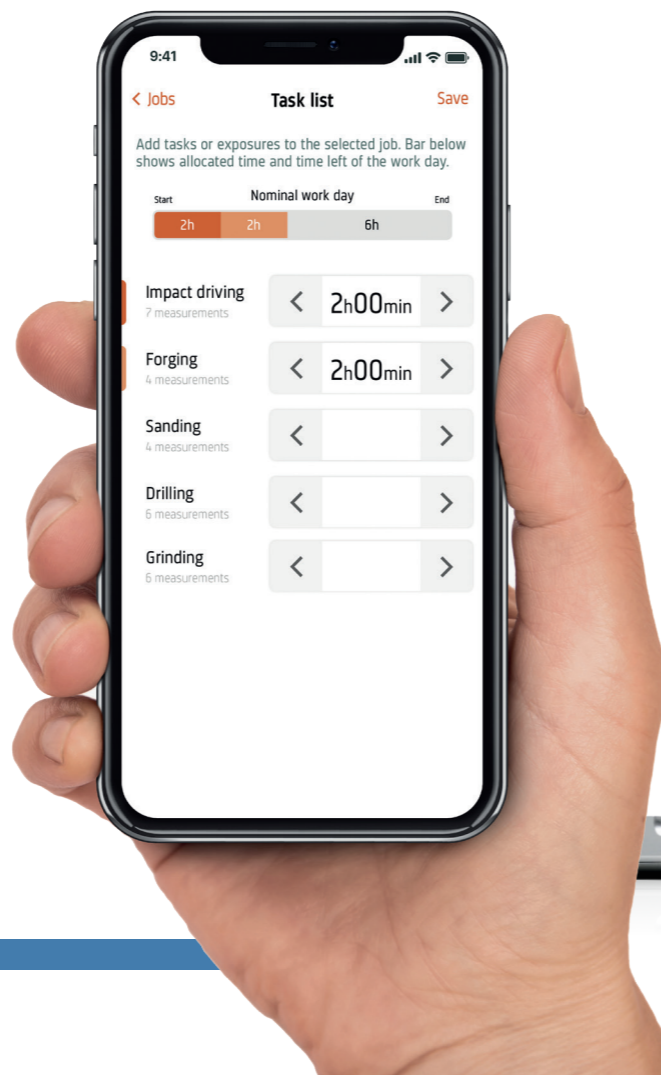 9:41
< Jobs Task list Save
Add tasks or exposures to the selected job. Bar below
shows allocated time and time left of the work day.
Start Nominal work day End
2h 2h 6h
Impact driving
7 measurements
2h00min
Forging
4 measurements
2h00min
Sanding
4 measurements
Drilling
6 measurements
Grinding
6 measurements